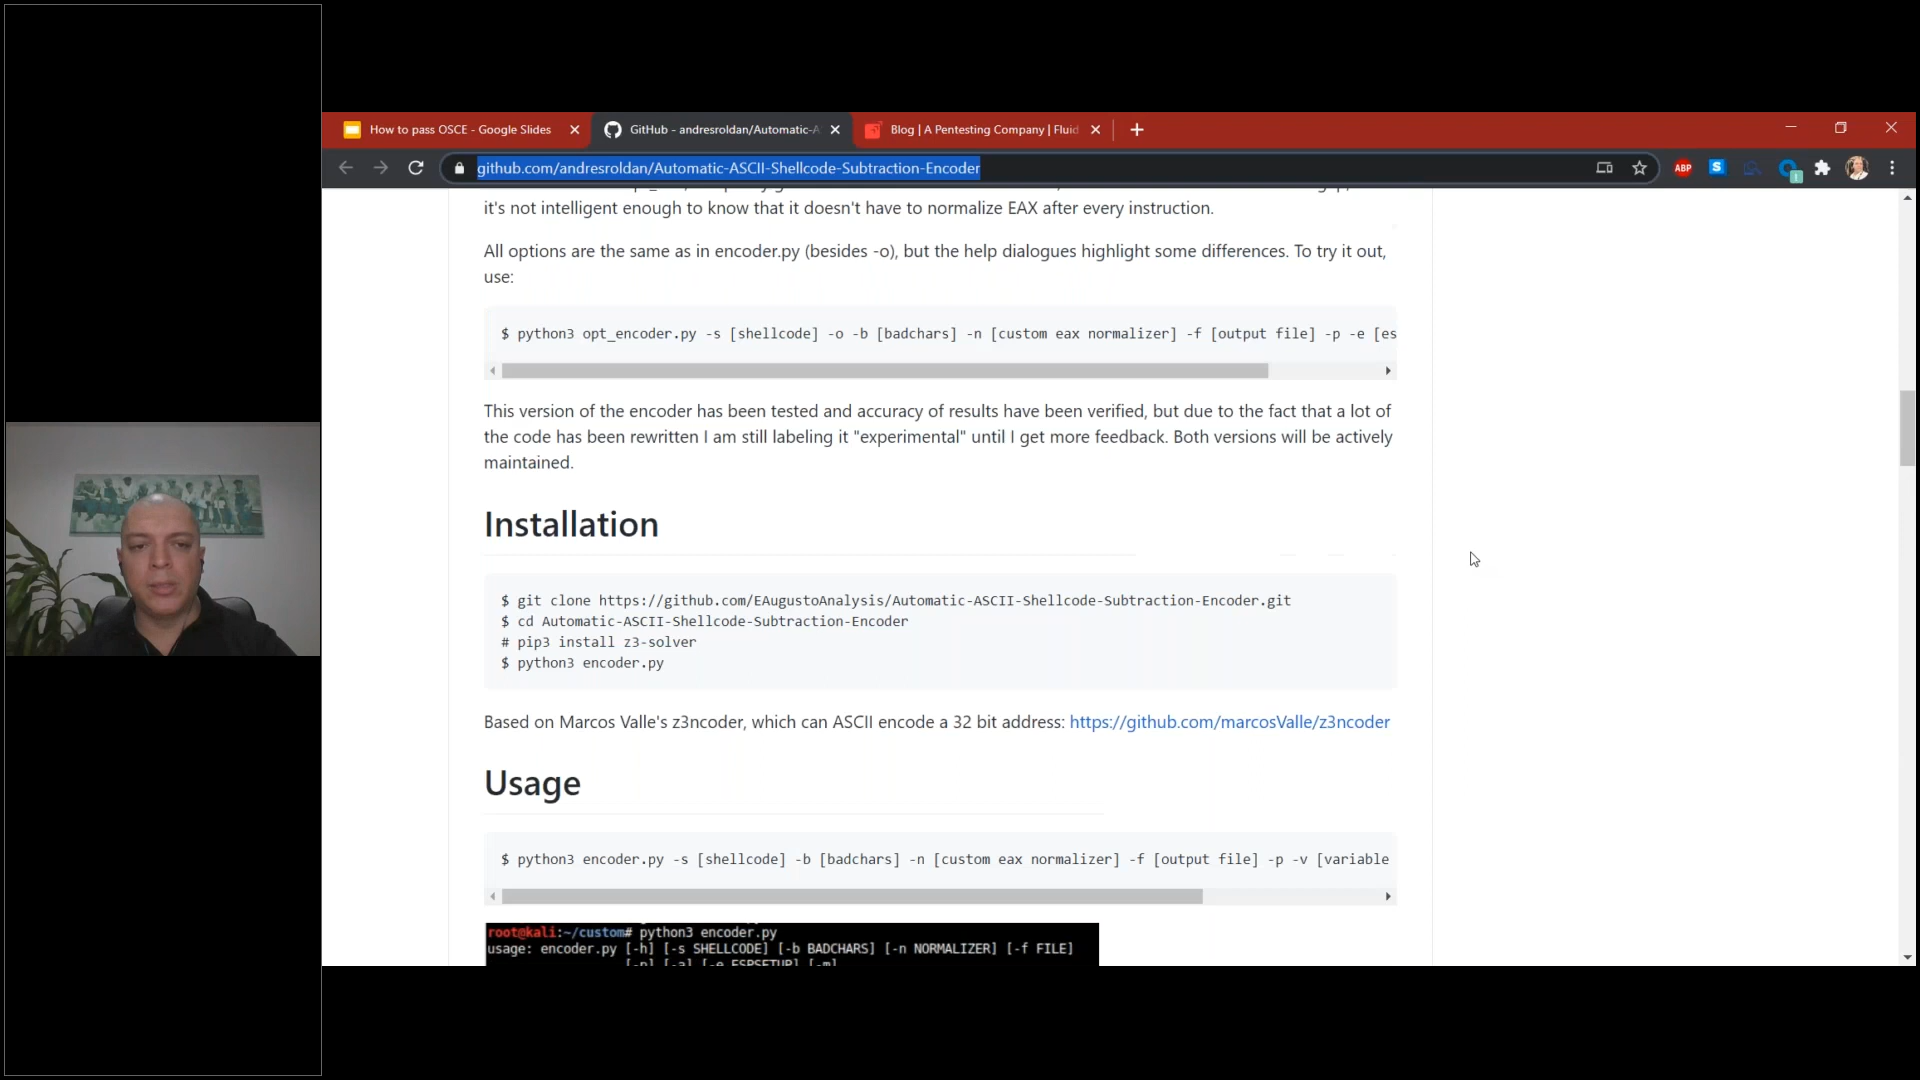 How to pass OSCE - Google Slides
GitHub - andresroldan/Automatic-A
Blog | A Pentesting Company | Fluid
github.com/andresroldan/Automatic-ASCII-Shellcode-Subtraction-Encoder
ABP
S
it's not intelligent enough to know that it doesn't have to normalize EAX after every instruction.
All options are the same as in encoder.py (besides -o), but the help dialogues highlight some differences. To try it out,
use:
$ python3 opt_encoder.py -s [shellcode] -o -b [badchars] -n [custom eax normalizer] -f [output file] -p -e [es
This version of the encoder has been tested and accuracy of results have been verified, but due to the fact that a lot of
the code has been rewritten I am still labeling it "experimental" until I get more feedback. Both versions will be actively
maintained.
Installation
$ git clone https://github.com/EAugustoAnalysis/Automatic-ASCII-Shellcode-Subtraction-Encoder.git
$ cd Automatic-ASCII-Shellcode-Subtraction-Encoder
# pip3 install z3-solver
$ python3 encoder.py
Based on Marcos Valle's z3ncoder, which can ASCII encode a 32 bit address: https://github.com/marcosValle/z3ncoder
Usage
$ python3 encoder.py -s [shellcode] -b [badchars] -n [custom eax normalizer] -f [output file] -p -v [variable
root@kali:~/custom# python3 encoder.py
usage: encoder.py [-h] [-s SHELLCODE] [-b BADCHARS] [-n NORMALIZER] [-f FILE]
[-p] [-a] [-e ESPSETUP] [-m]